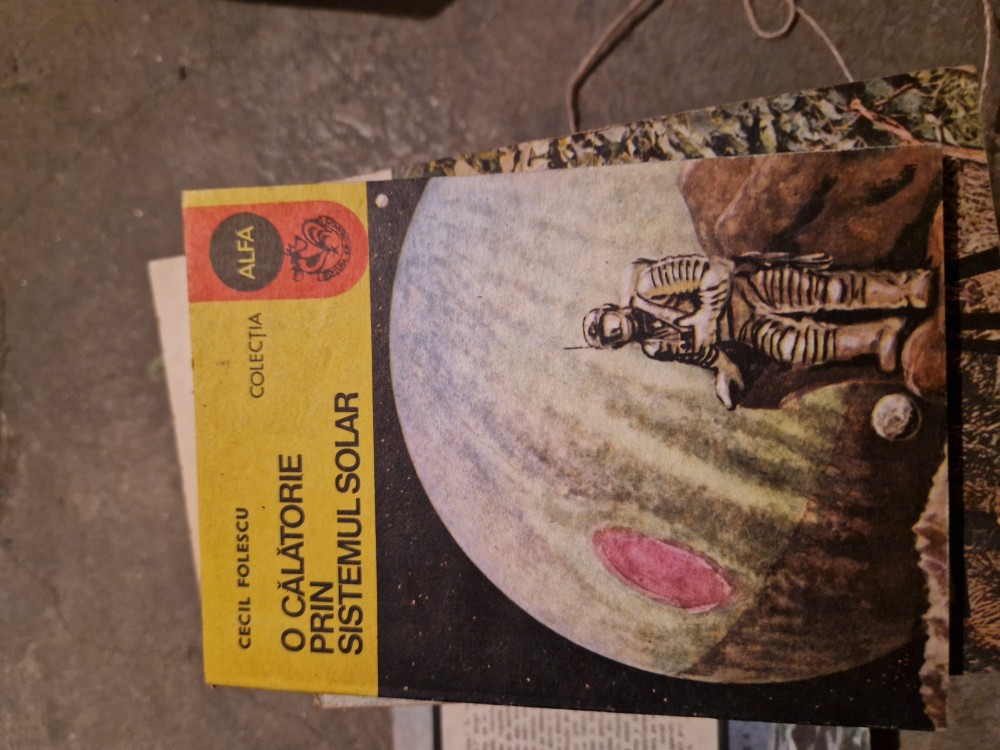 CECIL FOLESCU
O CĂLĂTORIE
PRIN
SISTEMUL SOLAR
COLECȚIA
ALFA